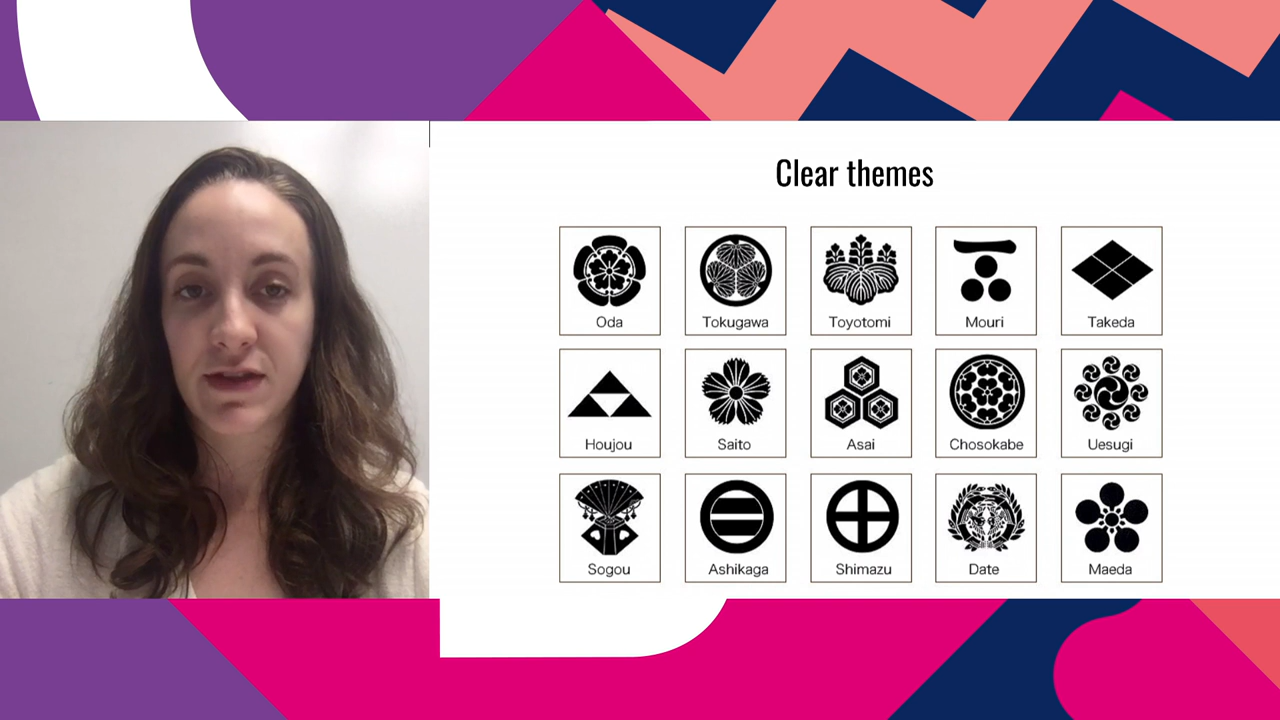 Clear themes
Oda
Tokugawa
Toyotomi
Mouri
Takeda
Houjou
Saito
Asai
Chosokabe
Uesugi
Sogou
Ashikaga
Shimazu
Date
Maeda